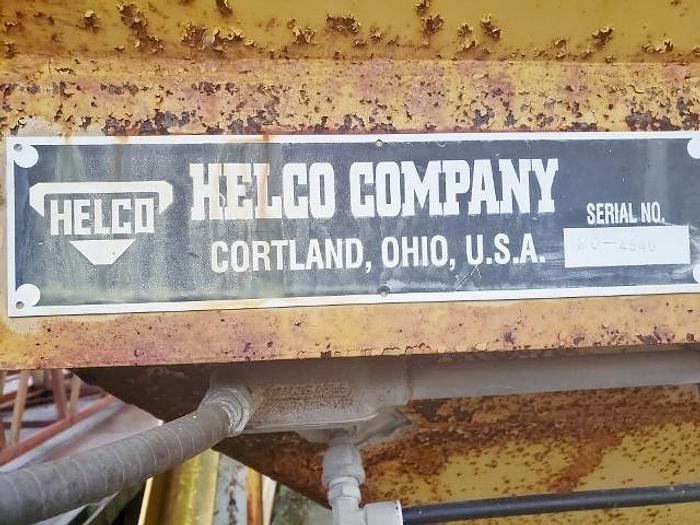 HELCO
HELCO COMPANY
CORTLAND, OHIO, U.S.A.
SERIAL NO.